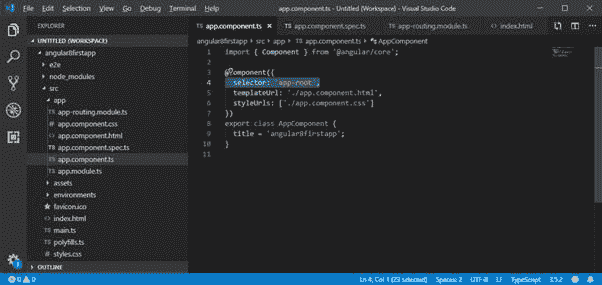 File Edit Selection View Go Debug Terminal Help
app.component.ts - Untitled (Workspace) - Visual Studio Code
EXPLORER
app.component.ts
app.component.spec.ts
app-routing.module.ts
index.html
UNTITLED (WORKSPACE)
angular8firstapp > src > app > app.component.ts > AppComponent
angular8firstapp
e2e
node_modules
src
app
app-routing.module.ts
app.component.css
app.component.html
app.component.spec.ts
app.component.ts
app.module.ts
assets
environments
favicon.ico
index.html
main.ts
polyfills.ts
styles.css
OUTLINE
1 import { Component } from '@angular/core';
2
3 @Component({
4 selector: 'app-root',
5 templateUrl: './app.component.html',
6 styleUrls: ['./app.component.css']
7 })
8 export class AppComponent {
9 title = 'angular8firstapp';
10 }
11
0 0
Ln 4, Col 1 (23 selected) Spaces: 2 UTF-8 LF TypeScript 3.5.2